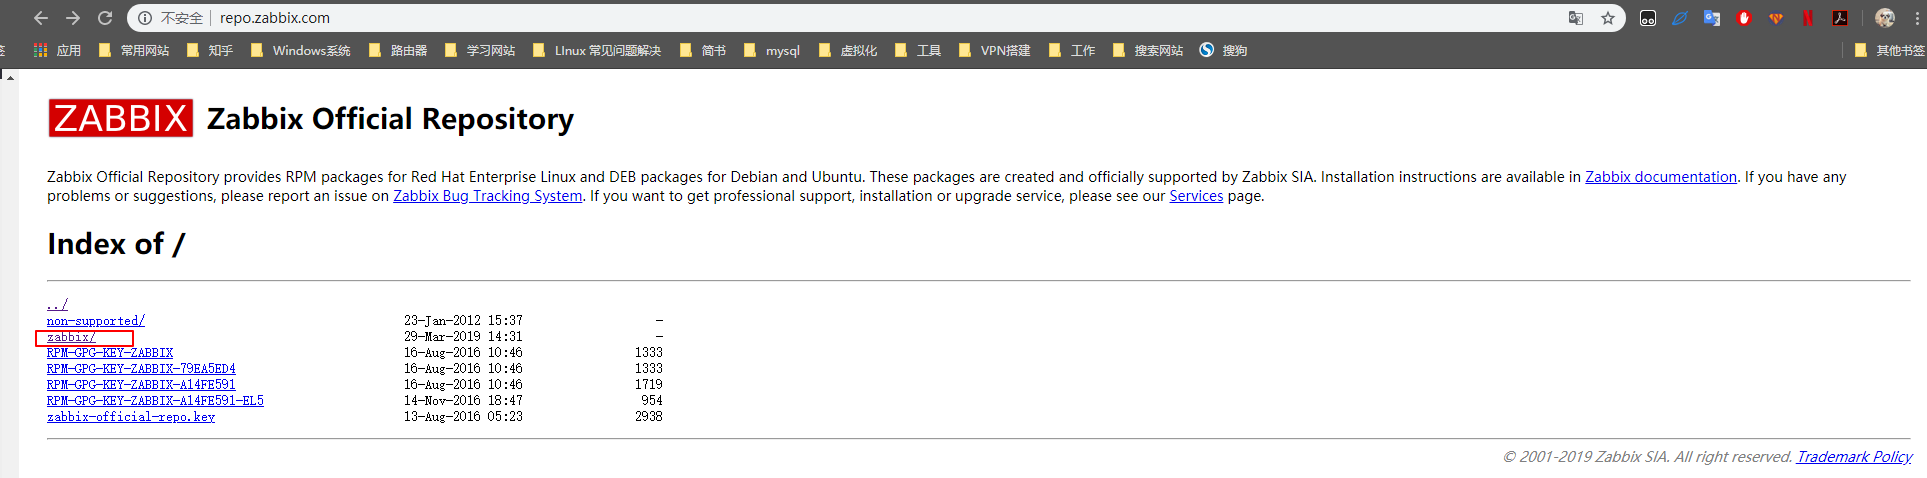 不安全 | repo.zabbix.com
应用 常用网站 知乎 Windows系统 路由器 学习网站 LInux 常见问题解决 简书 mysql 虚拟化 工具 VPN搭建 工作 搜索网站 搜狗 其他书签
ZABBIX Zabbix Official Repository
Zabbix Official Repository provides RPM packages for Red Hat Enterprise Linux and DEB packages for Debian and Ubuntu. These packages are created and officially supported by Zabbix SIA. Installation instructions are available in Zabbix documentation. If you have any
problems or suggestions, please report an issue on Zabbix Bug Tracking System. If you want to get professional support, installation or upgrade service, please see our Services page.
Index of /
../
non-supported/ 23-Jan-2012 15:37 -
zabbix/ 29-Mar-2019 14:31 -
RPM-GPG-KEY-ZABBIX 16-Aug-2016 10:46 1333
RPM-GPG-KEY-ZABBIX-79EA5ED4 16-Aug-2016 10:46 1333
RPM-GPG-KEY-ZABBIX-A14FE591 16-Aug-2016 10:46 1719
RPM-GPG-KEY-ZABBIX-A14FE591-EL5 14-Nov-2016 18:47 954
zabbix-official-repo.key 13-Aug-2016 05:23 2938
© 2001-2019 Zabbix SIA. All right reserved. Trademark Policy